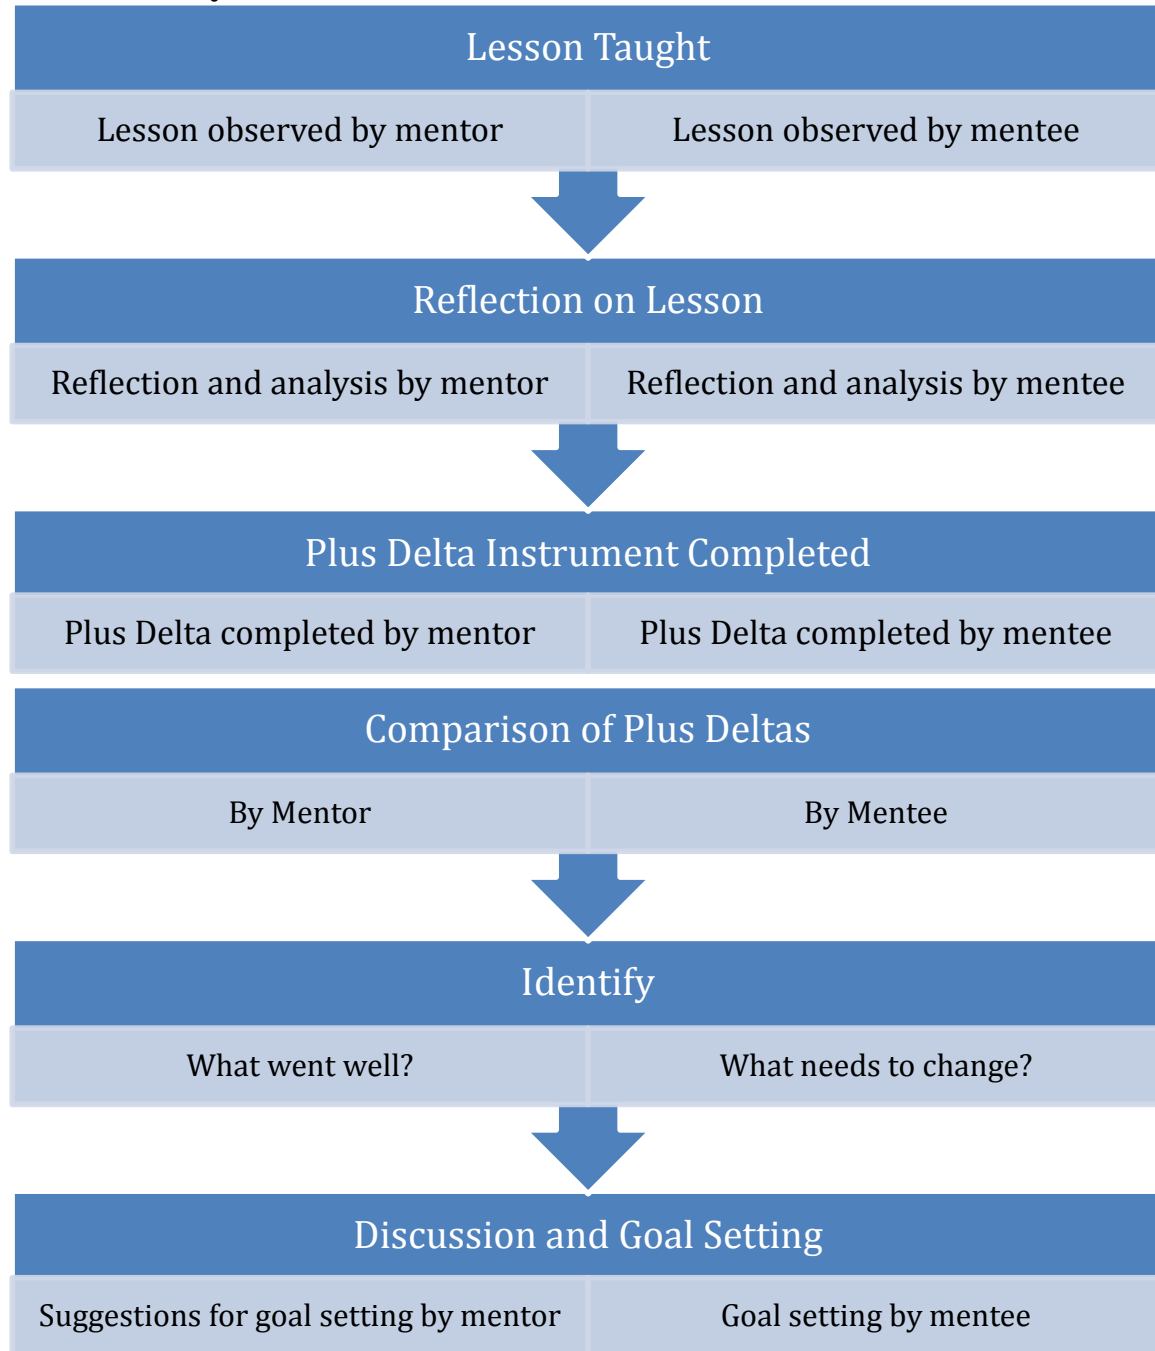 Lesson Taught
Lesson observed by mentor
Lesson observed by mentee
Reflection on Lesson
Reflection and analysis by mentor
Reflection and analysis by mentee
Plus Delta Instrument Completed
Plus Delta completed by mentor
Plus Delta completed by mentee
Comparison of Plus Deltas
By Mentor
By Mentee
Identify
What went well?
What needs to change?
Discussion and Goal Setting
Suggestions for goal setting by mentor
Goal setting by mentee